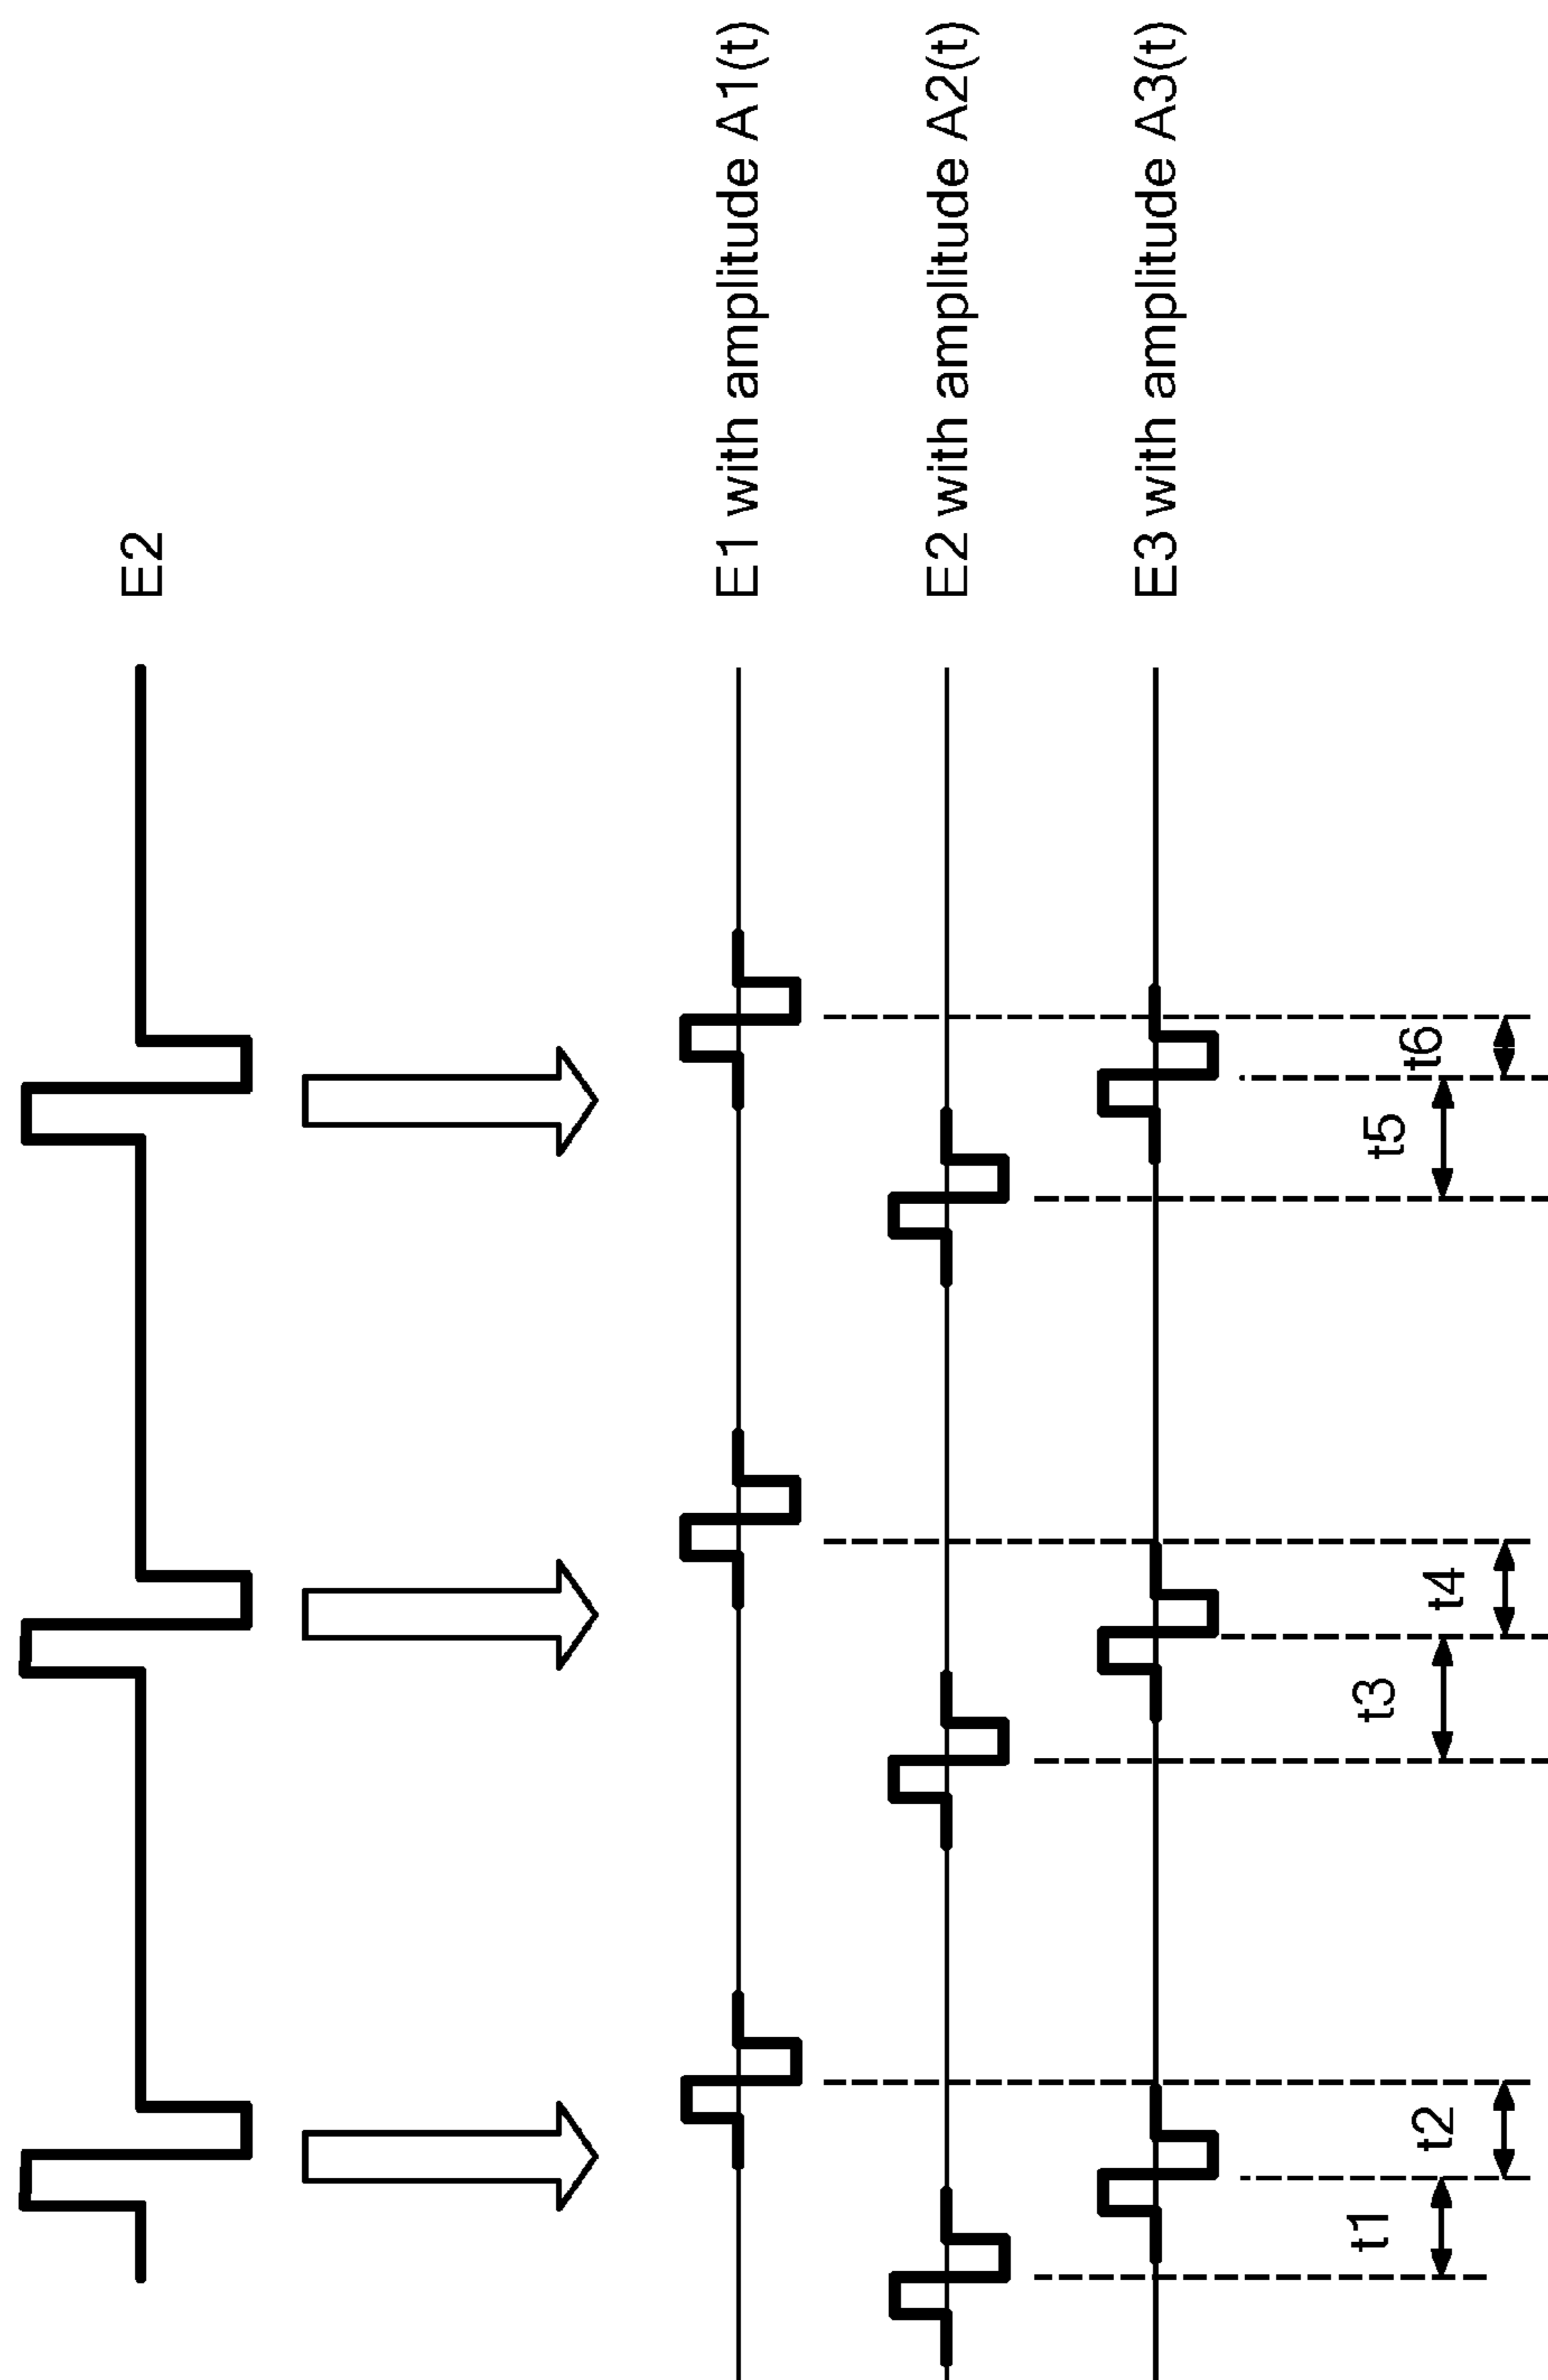 E2
E1 with amplitude A1(t)
E2 with amplitude A2(t)
E3 with amplitude A3(t)
t1
t2
t3
t4
t5
t6